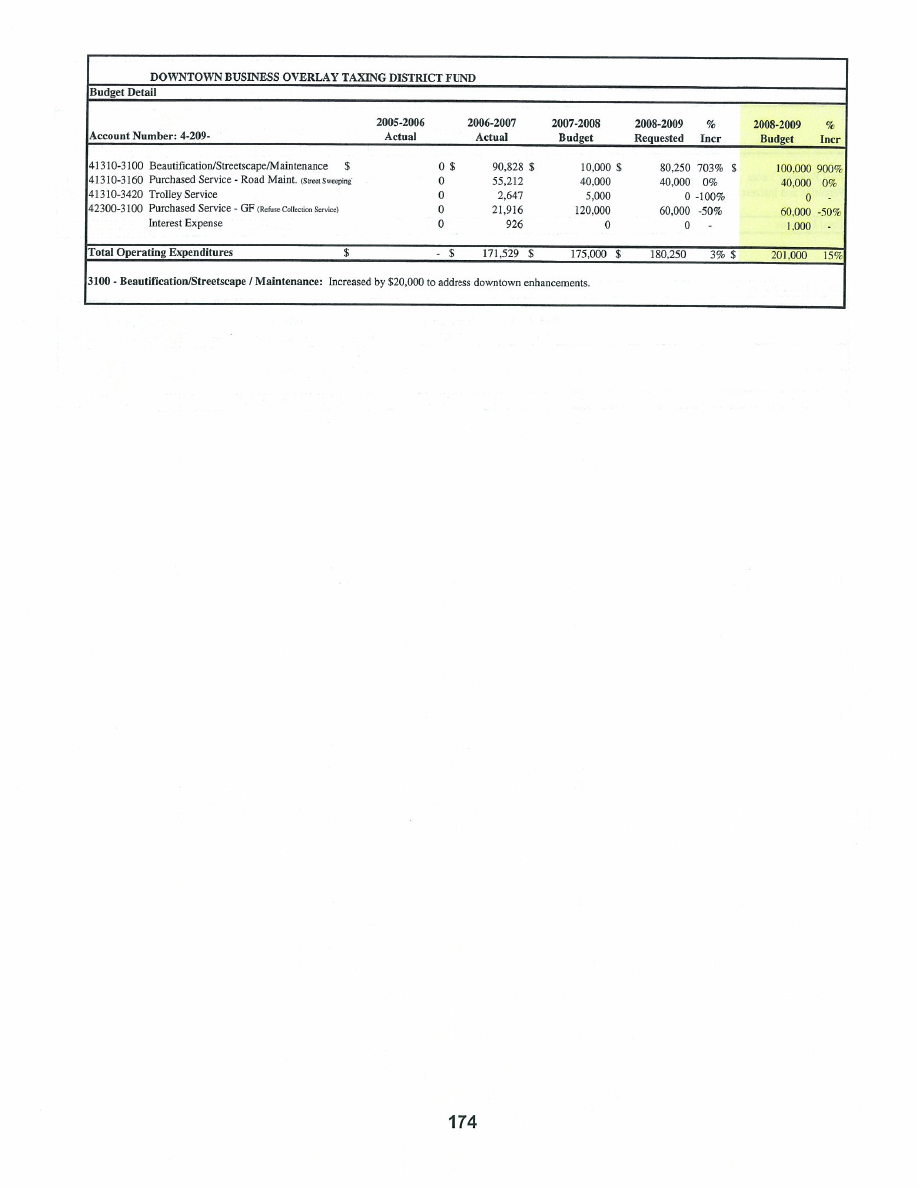 DOWNTOWN BUSINESS OVERLAY TAXING DISTRICT FUND
Budget Detail
2005-2006 2006-2007 2007-2008 2008-2009 % 2008-2009 %
Account Number: 4-209- Actual Actual Budget Requested Incr Budget Incr
41310-3100 Beautification/Streetscape/Maintenance $ 0 $ 90,828 $ 10,000 $ 80,250 703% $ 100,000 900%
41310-3160 Purchased Service - Road Maint. (Street Sweeping 0 55,212 40,000 40,000 0% 40,000 0%
41310-3420 Trolley Service 0 2,647 5,000 0 -100% 0 -
42300-3100 Purchased Service - GF (Refuse Collection Service) 0 21,916 120,000 60,000 -50% 60,000 -50%
Interest Expense 0 926 0 0 - 1,000 -
Total Operating Expenditures $ - $ 171,529 $ 175,000 $ 180,250 3% $ 201,000 15%
3100 - Beautification/Streetscape / Maintenance: Increased by $20,000 to address downtown enhancements.
174